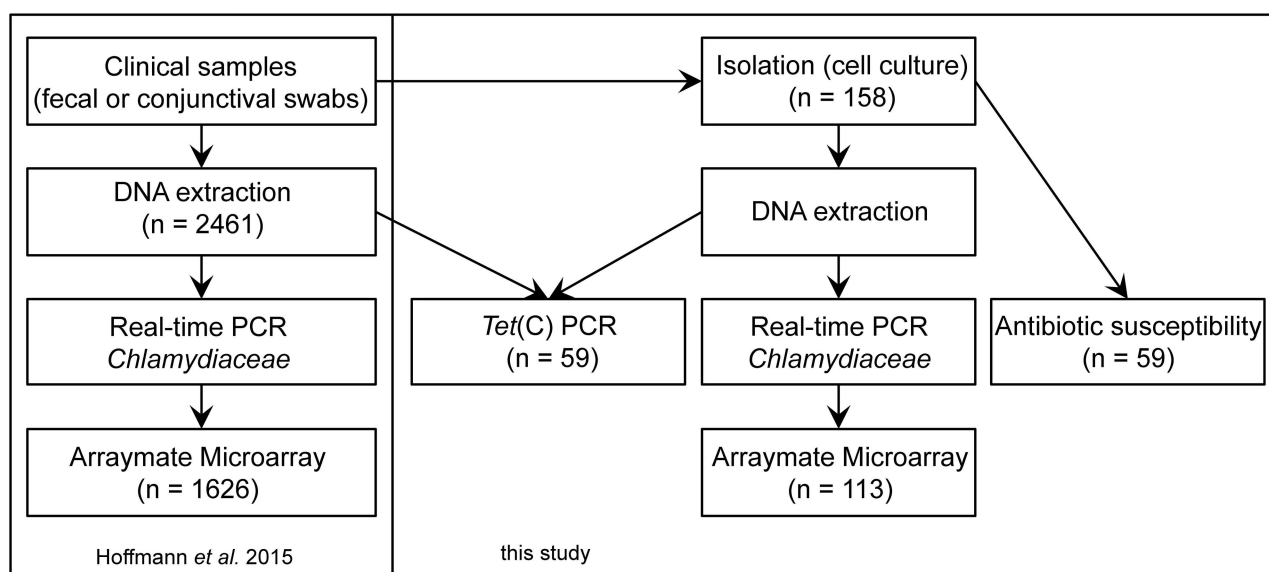 Clinical samples
(fecal or conjunctival swabs)
DNA extraction
(n = 2461)
Real-time PCR
Chlamydiaceae
Arraymate Microarray
(n = 1626)
Hoffmann et al. 2015
Isolation (cell culture)
(n = 158)
DNA extraction
Tet(C) PCR
(n = 59)
Real-time PCR
Chlamydiaceae
Antibiotic susceptibility
(n = 59)
Arraymate Microarray
(n = 113)
this study